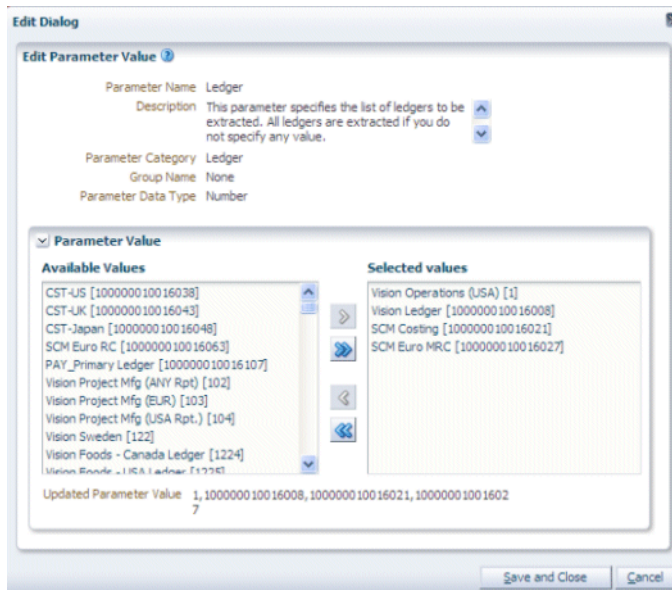 Edit Dialog
Edit Parameter Value
Parameter Name Ledger
Description This parameter specifies the list of ledgers to be
extracted. All ledgers are extracted if you do
not specify any value.
Parameter Category Ledger
Group Name None
Parameter Data Type Number
Parameter Value
Available Values
CST-US [100000010016038]
CST-UK [100000010016043]
CST-Japan [100000010016048]
SCM Euro RC [100000010016063]
PAY_Primary Ledger [100000010016107]
Vision Project Mfg (ANY Rpt) [102]
Vision Project Mfg (EUR) [103]
Vision Project Mfg (USA Rpt.) [104]
Vision Sweden [122]
Vision Foods - Canada Ledger [1224]
Vision Foods - USA Ledger [1225]
Selected values
Vision Operations (USA) [1]
Vision Ledger [100000010016008]
SCM Costing [100000010016021]
SCM Euro MRC [100000010016027]
Updated Parameter Value 1,100000010016008,100000010016021,10000001001602
7
Save and Close
Cancel